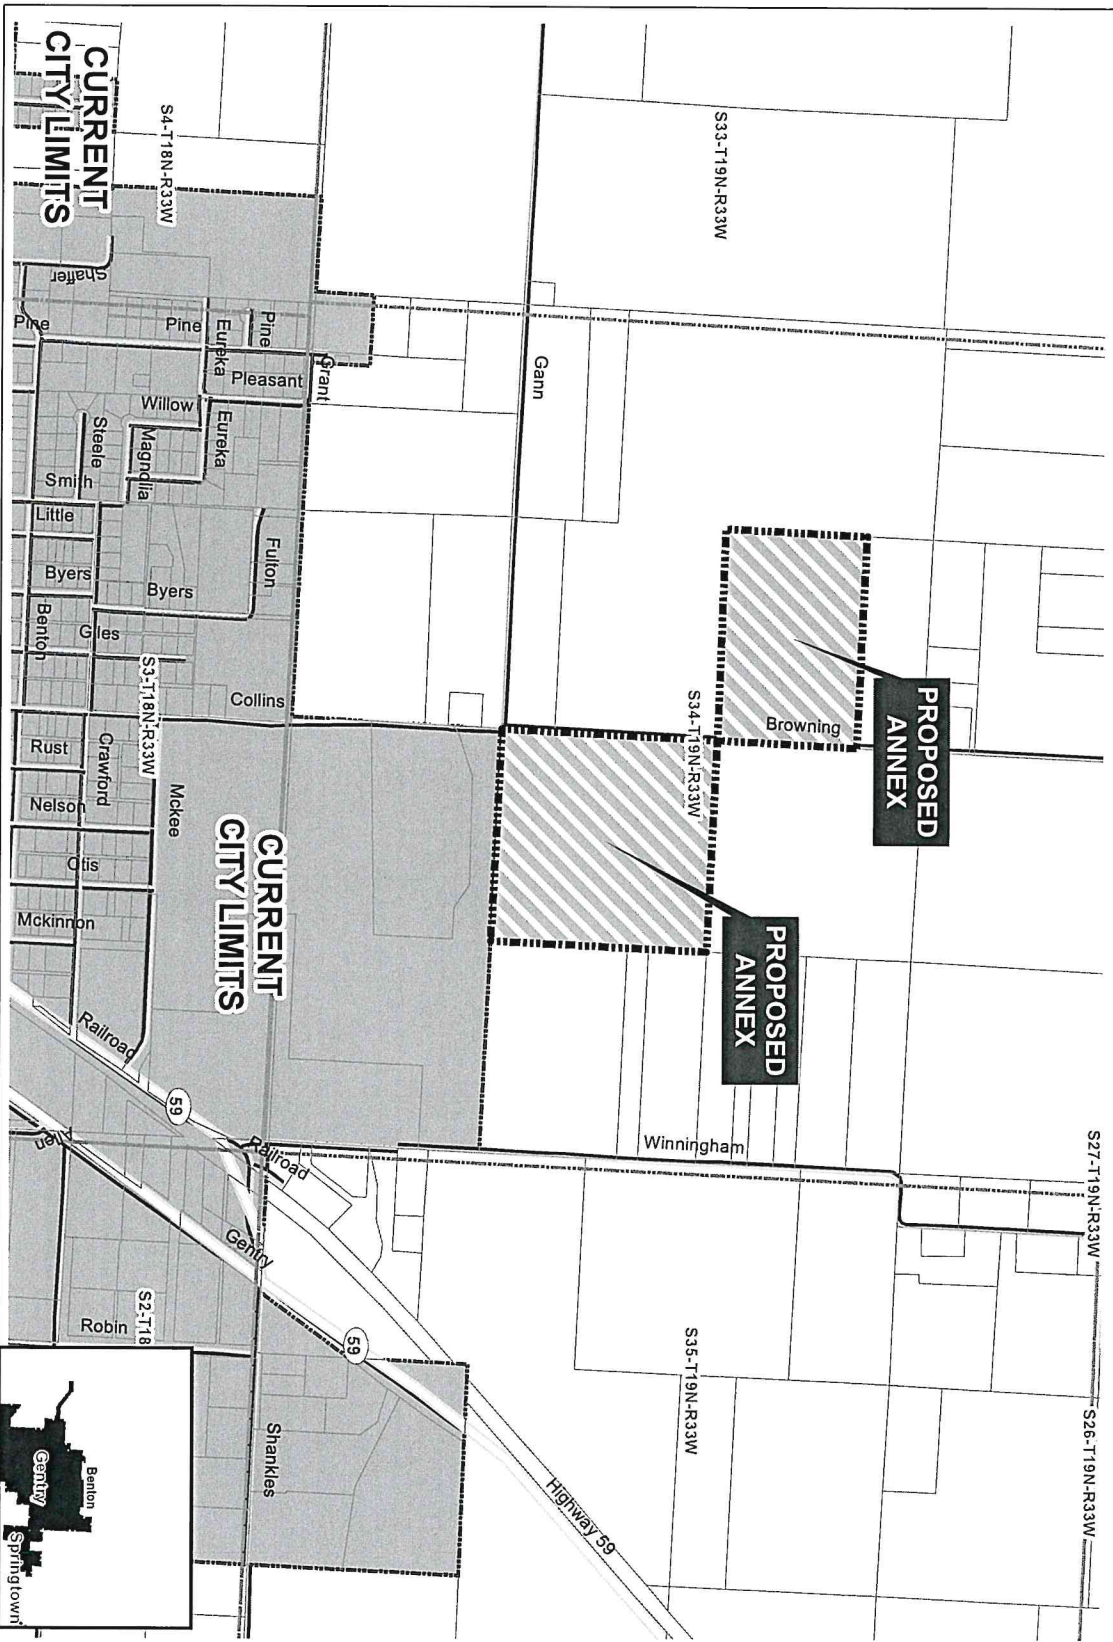 CURRENT
CITY LIMITS
S4-T18N-R33W
S33-T19N-R33W
Shaffer
Pine
Pine
Pine
Eureka
Pleasant
Grant
Gann
Willow
Eureka
Steele
Magnolia
Smith
Little
Fulton
Byers
Byers
Benton
Giles
S3-T18N-R33W
Collins
S34-T19N-R33W
Browning
PROPOSED
ANNEX
Rust
Crawford
Mckee
Nelson
Otis
Mckinnon
CURRENT
CITY LIMITS
PROPOSED
ANNEX
Railroad
59
Allen
Railroad
Gentry
Winningham
S27-T19N-R33W
S2-T18
Robin
59
Shankles
S35-T19N-R33W
S26-T19N-R33W
Highway 59
Benton
Gentry
Springtown